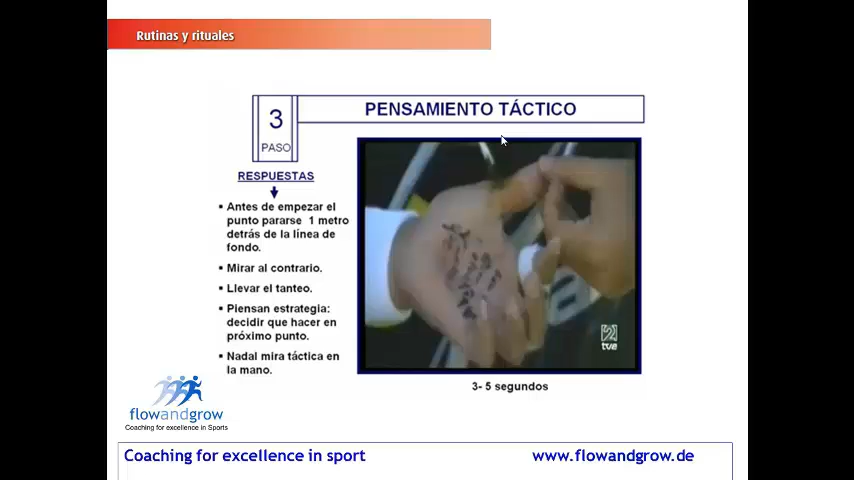 Rutinas y rituales
3
PASO
PENSAMIENTO TÁCTICO
RESPUESTAS
▪ Antes de empezar el
punto pararse 1 metro
detrás de la línea de
fondo.
▪ Mirar al contrario.
▪ Llevar el tanteo.
▪ Piensan estrategia:
decidir que hacer en
próximo punto.
▪ Nadal mira táctica en
la mano.
2
tve
3- 5 segundos
flowandgrow
Coaching for excellence in Sports
Coaching for excellence in sport
www.flowandgrow.de